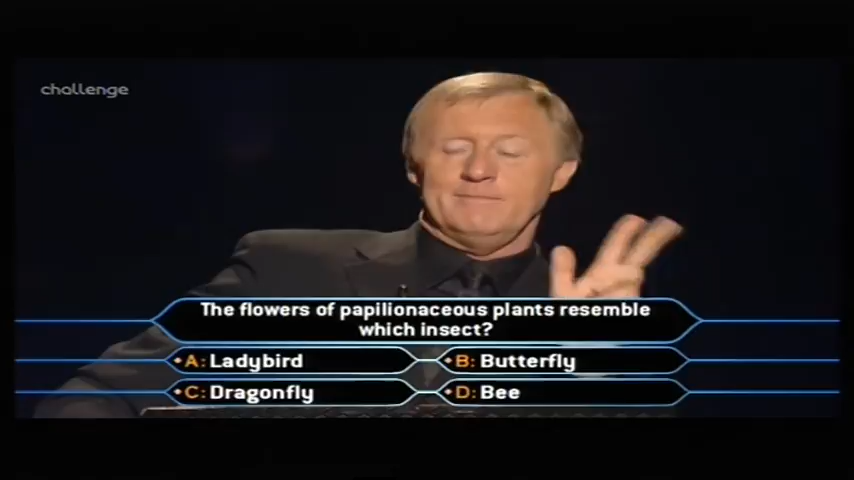 challenge
The flowers of papilionaceous plants resemble
which insect?
A: Ladybird
B: Butterfly
C: Dragonfly
D: Bee